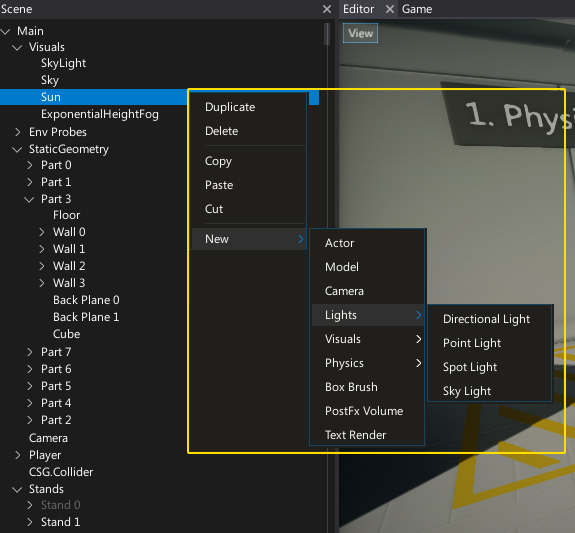 Scene
Editor
Game
Main
Visuals
SkyLight
Sky
Sun
ExponentialHeightFog
Env Probes
StaticGeometry
Part 0
Part 1
Part 3
Floor
Wall 0
Wall 1
Wall 2
Wall 3
Back Plane 0
Back Plane 1
Cube
Part 7
Part 6
Part 5
Part 4
Part 2
Camera
Player
CSG.Collider
Stands
Stand 0
Stand 1
View
1. Physi
Duplicate
Delete
Copy
Paste
Cut
New
Actor
Model
Camera
Lights
Visuals
Physics
Box Brush
PostFx Volume
Text Render
Directional Light
Point Light
Spot Light
Sky Light